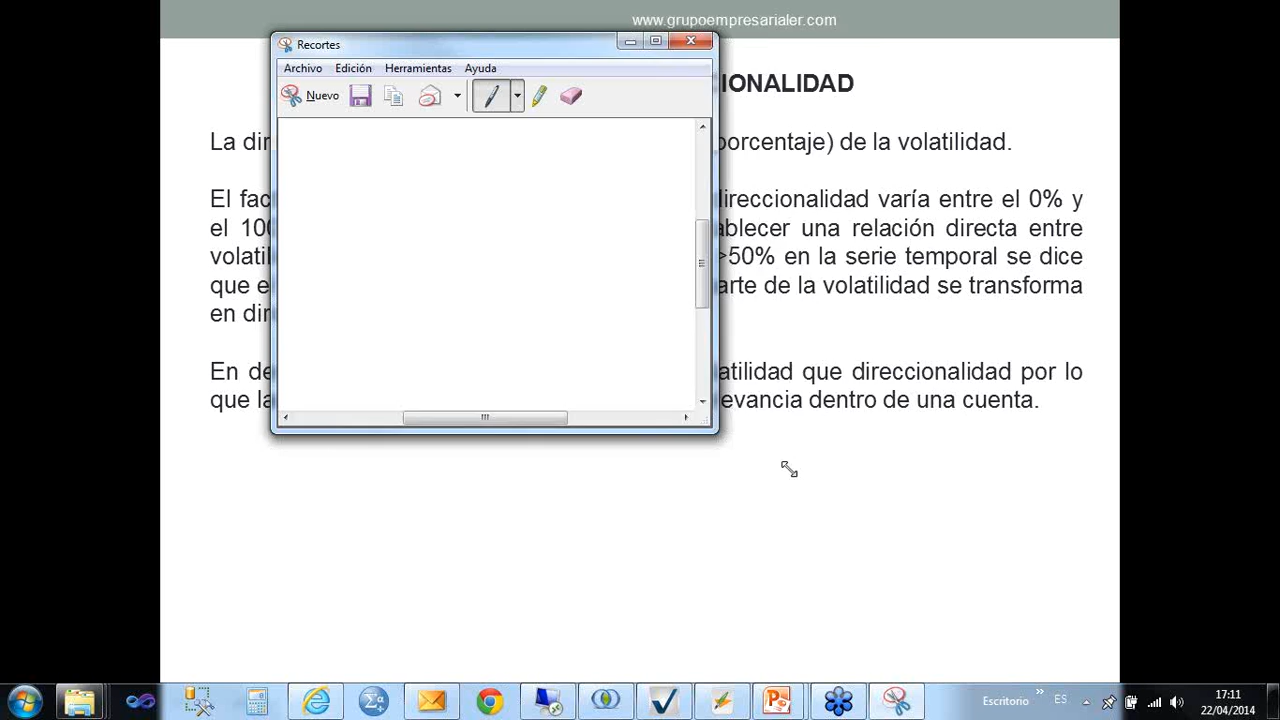 www.grupoempresarialer.com
Recortes
Archivo Edición Herramientas Ayuda
IONALIDAD
Nuevo
La dir porcentaje) de la volatilidad.
El fac direccionalidad varía entre el 0% y
el 100 ablecer una relación directa entre
volatil >50% en la serie temporal se dice
que e arte de la volatilidad se transforma
en dir
En de atilidad que direccionalidad por lo
que la evancia dentro de una cuenta.
Escritorio » ES 17:11
22/04/2014